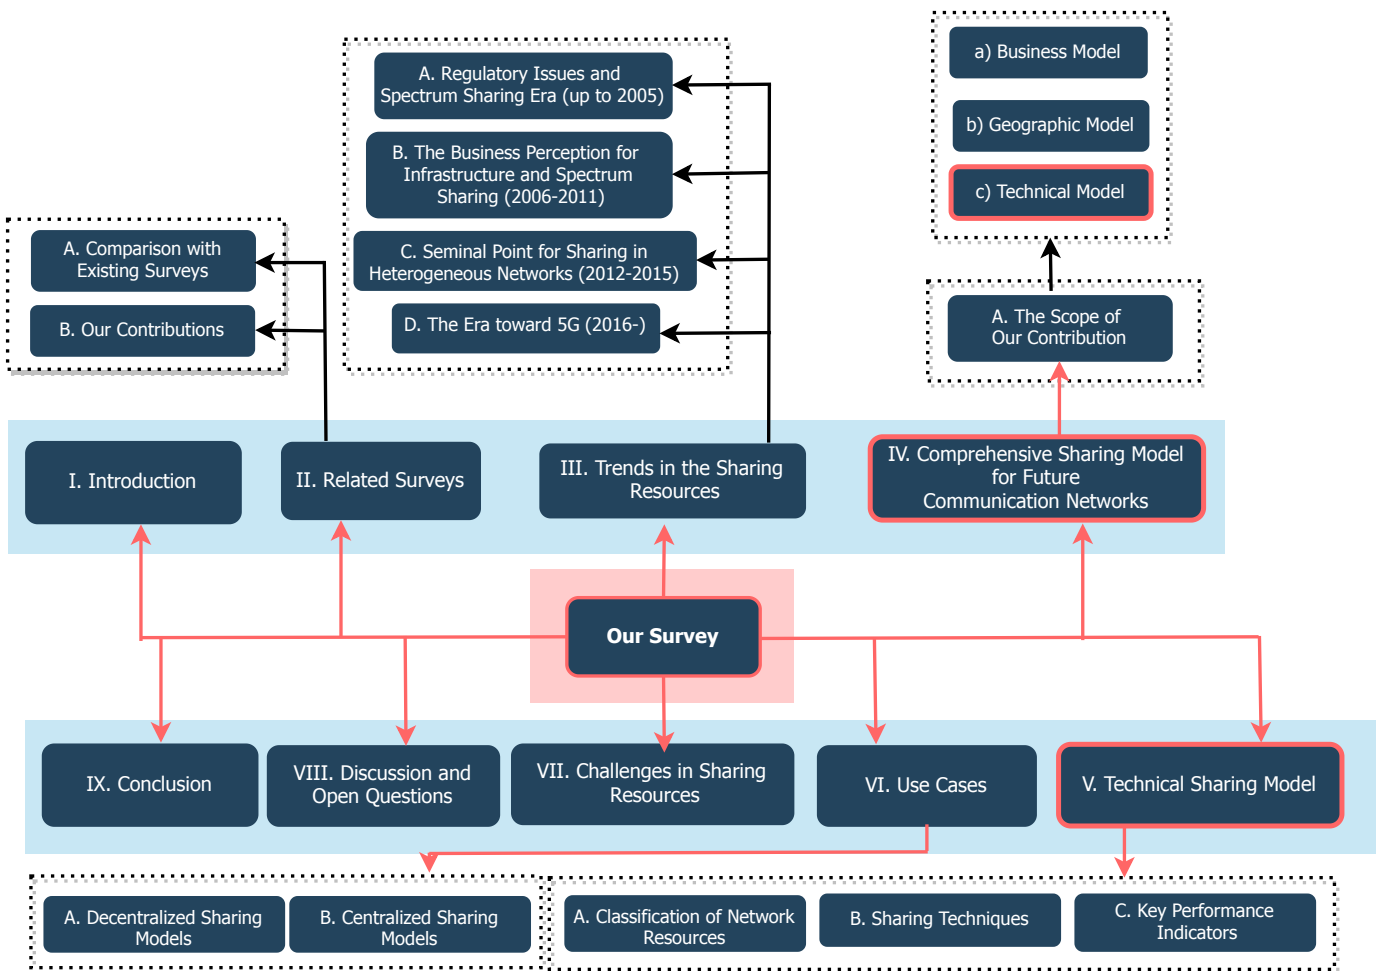 a) Business Model
b) Geographic Model
c) Technical Model
A. Regulatory Issues and
Spectrum Sharing Era (up to 2005)
B. The Business Perception for
Infrastructure and Spectrum
Sharing (2006-2011)
C. Seminal Point for Sharing in
Heterogeneous Networks (2012-2015)
D. The Era toward 5G (2016-)
A. Comparison with
Existing Surveys
B. Our Contributions
A. The Scope of
Our Contribution
I. Introduction
II. Related Surveys
III. Trends in the Sharing
Resources
IV. Comprehensive Sharing Model
for Future
Communication Networks
Our Survey
IX. Conclusion
VIII. Discussion and
Open Questions
VII. Challenges in Sharing
Resources
VI. Use Cases
V. Technical Sharing Model
A. Decentralized Sharing
Models
B. Centralized Sharing
Models
A. Classification of Network
Resources
B. Sharing Techniques
C. Key Performance
Indicators